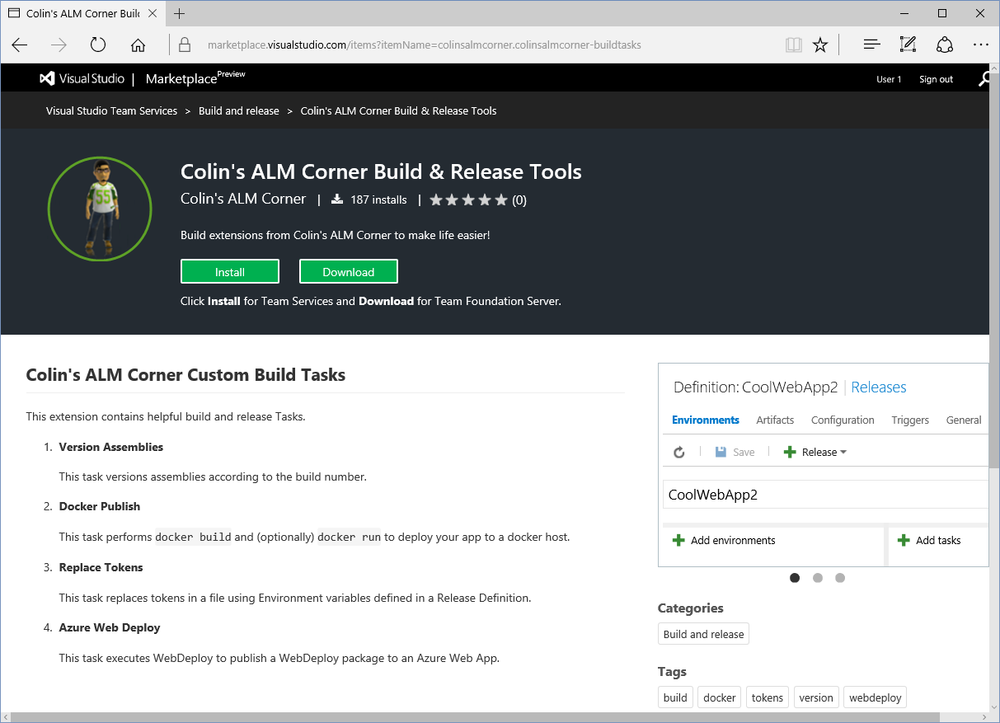 Colin's ALM Corner Buil
marketplace.visualstudio.com/items?itemName=colinsalmcorner.colinsalmcorner-buildtasks
Visual Studio | Marketplace Preview
User 1 Sign out
Visual Studio Team Services > Build and release > Colin's ALM Corner Build & Release Tools
55
Colin's ALM Corner Build & Release Tools
Colin's ALM Corner | 187 installs | (0)
Build extensions from Colin's ALM Corner to make life easier!
Install Download
Click Install for Team Services and Download for Team Foundation Server.
Colin's ALM Corner Custom Build Tasks
This extension contains helpful build and release Tasks.
1. Version Assemblies
This task versions assemblies according to the build number.
2. Docker Publish
This task performs docker build and (optionally) docker run to deploy your app to a docker host.
3. Replace Tokens
This task replaces tokens in a file using Environment variables defined in a Release Definition.
4. Azure Web Deploy
This task executes WebDeploy to publish a WebDeploy package to an Azure Web App.
Definition: CoolWebApp2 | Releases
Environments Artifacts Configuration Triggers General
Save Release
CoolWebApp2
Add environments Add tasks
Categories
Build and release
Tags
build docker tokens version webdeploy